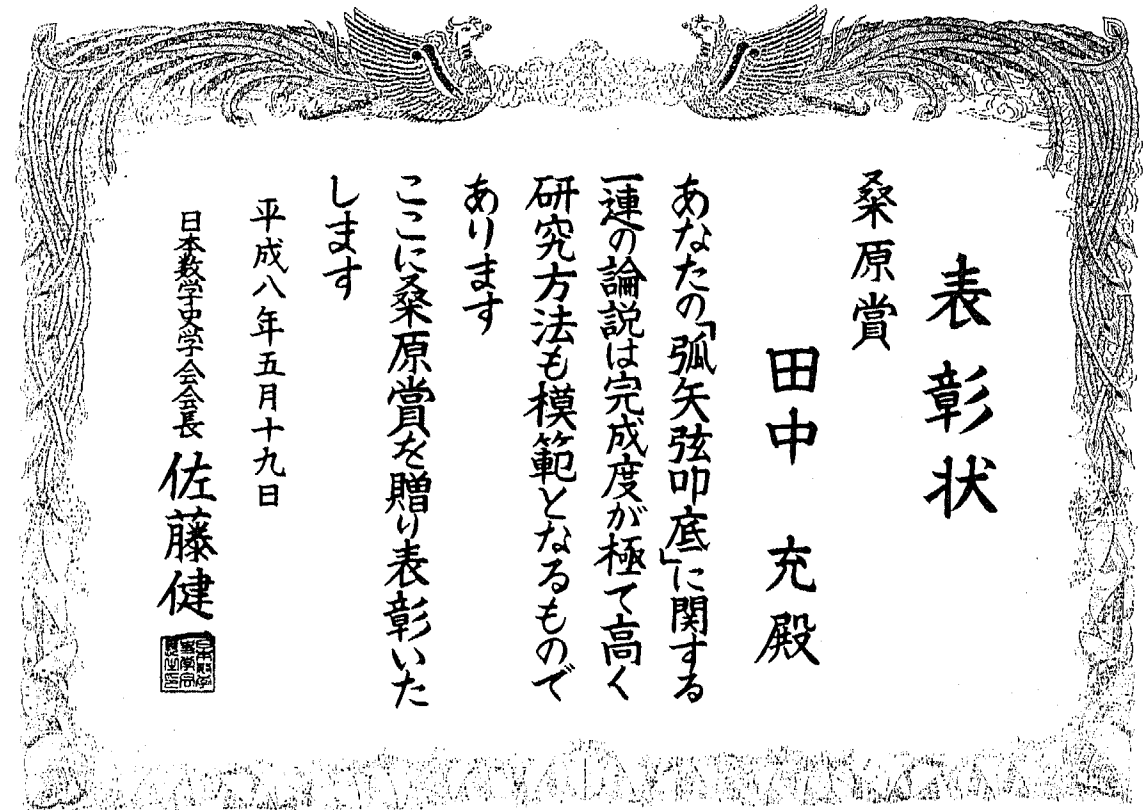 表彰状
桑原賞
田中 充殿
あなたの「弧矢弦叩底」に関する
一連の論説は完成度が極て高く
研究方法も模範となるもので
あります
ここに桑原賞を贈り表彰いた
します
平成八年五月十九日
日本数学史学会会長 佐藤健一